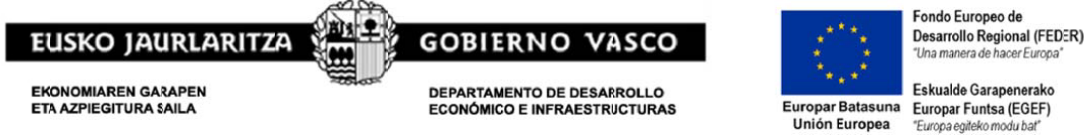 EUSKO JAURLARITZA
GOBIERNO VASCO
EKONOMIAREN GARAPEN
ETA AZPIEGITURA SAILA
DEPARTAMENTO DE DESARROLLO
ECONÓMICO E INFRAESTRUCTURAS
Europar Batasuna
Unión Europea
Fondo Europeo de
Desarrollo Regional (FEDER)
"Una manera de hacer Europa"
Eskualde Garapenerako
Europar Funtsa (EGEF)
"Europa egiteko modu bat"